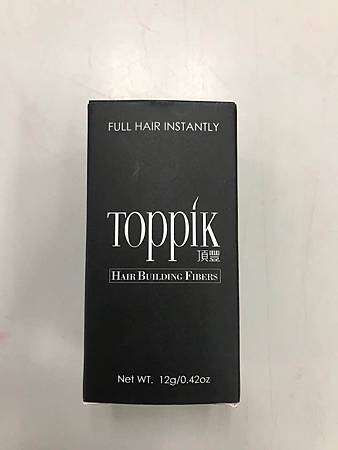 FULL HAIR INSTANTLY
Toppik
頂豐
HAIR BUILDING FIBERS
Net WT. 12g/0.42oz